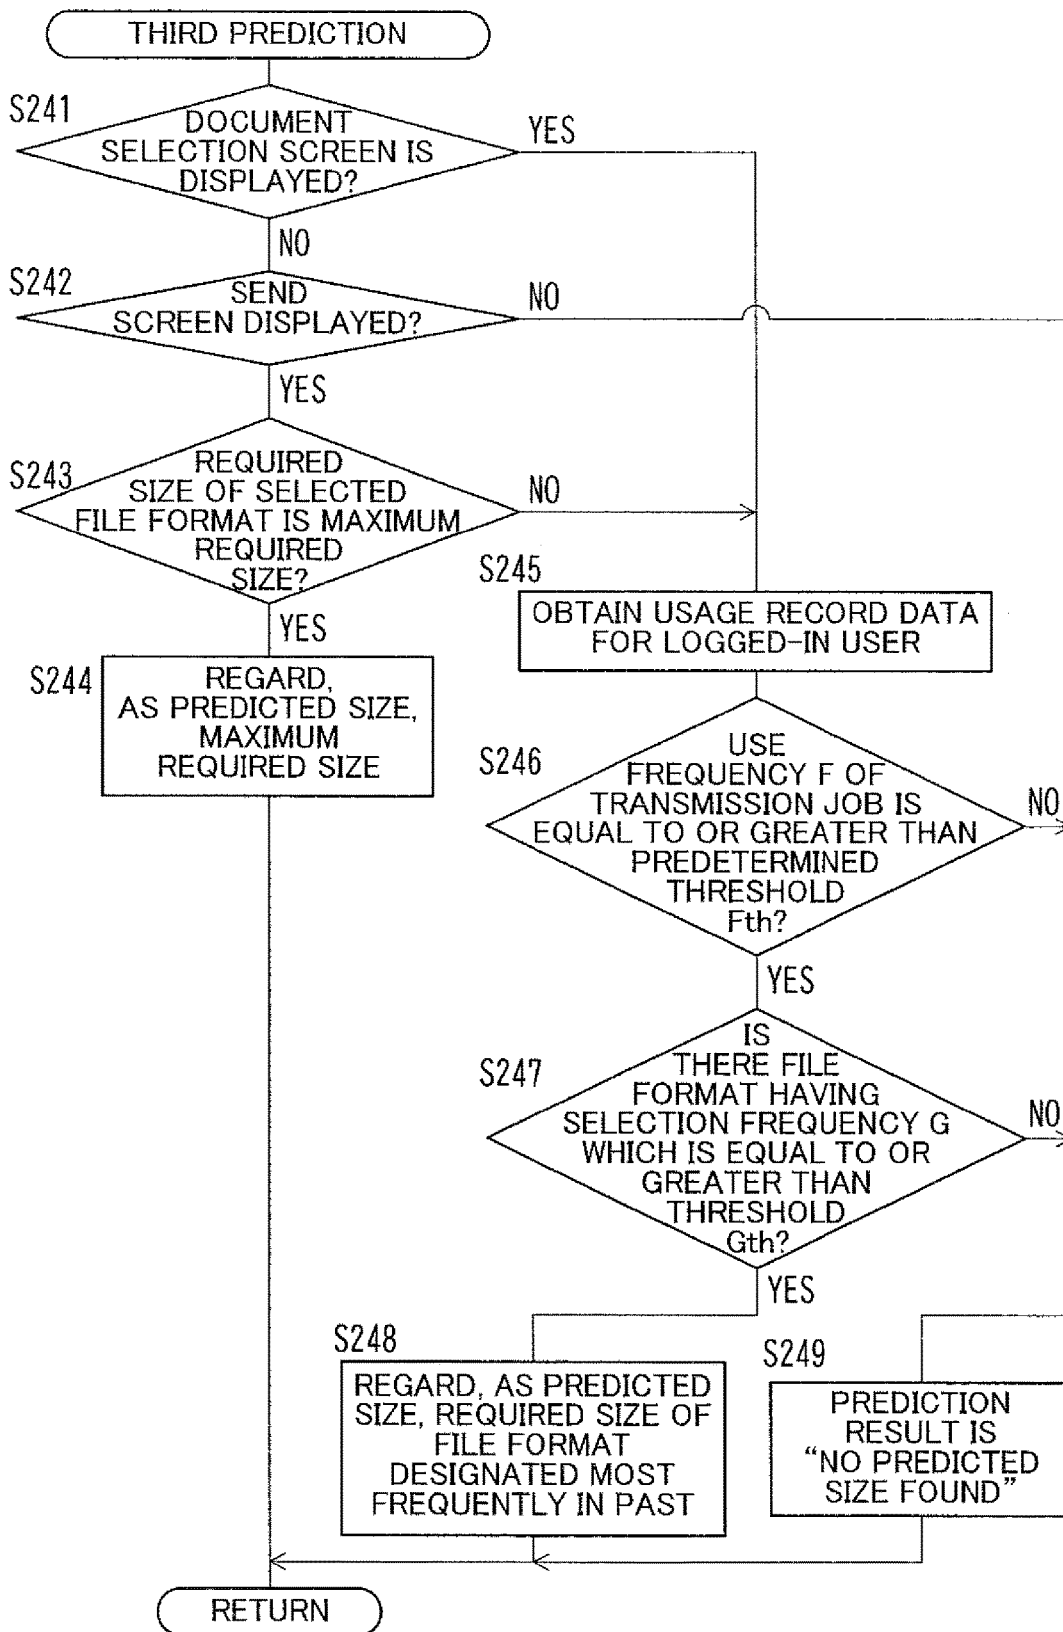 THIRD PREDICTION
S241
DOCUMENT
SELECTION SCREEN IS
DISPLAYED?
YES
NO
S242
SEND
SCREEN DISPLAYED?
NO
YES
S243
REQUIRED
SIZE OF SELECTED
FILE FORMAT IS MAXIMUM
REQUIRED
SIZE?
NO
YES
S244
REGARD,
AS PREDICTED SIZE,
MAXIMUM
REQUIRED SIZE
S245
OBTAIN USAGE RECORD DATA
FOR LOGGED-IN USER
S246
USE
FREQUENCY F OF
TRANSMISSION JOB IS
EQUAL TO OR GREATER THAN
PREDETERMINED
THRESHOLD
Fth?
NO
YES
S247
IS
THERE FILE
FORMAT HAVING
SELECTION FREQUENCY G
WHICH IS EQUAL TO OR
GREATER THAN
THRESHOLD
Gth?
NO
YES
S248
REGARD, AS PREDICTED
SIZE, REQUIRED SIZE OF
FILE FORMAT
DESIGNATED MOST
FREQUENTLY IN PAST
S249
PREDICTION
RESULT IS
“NO PREDICTED
SIZE FOUND”
RETURN